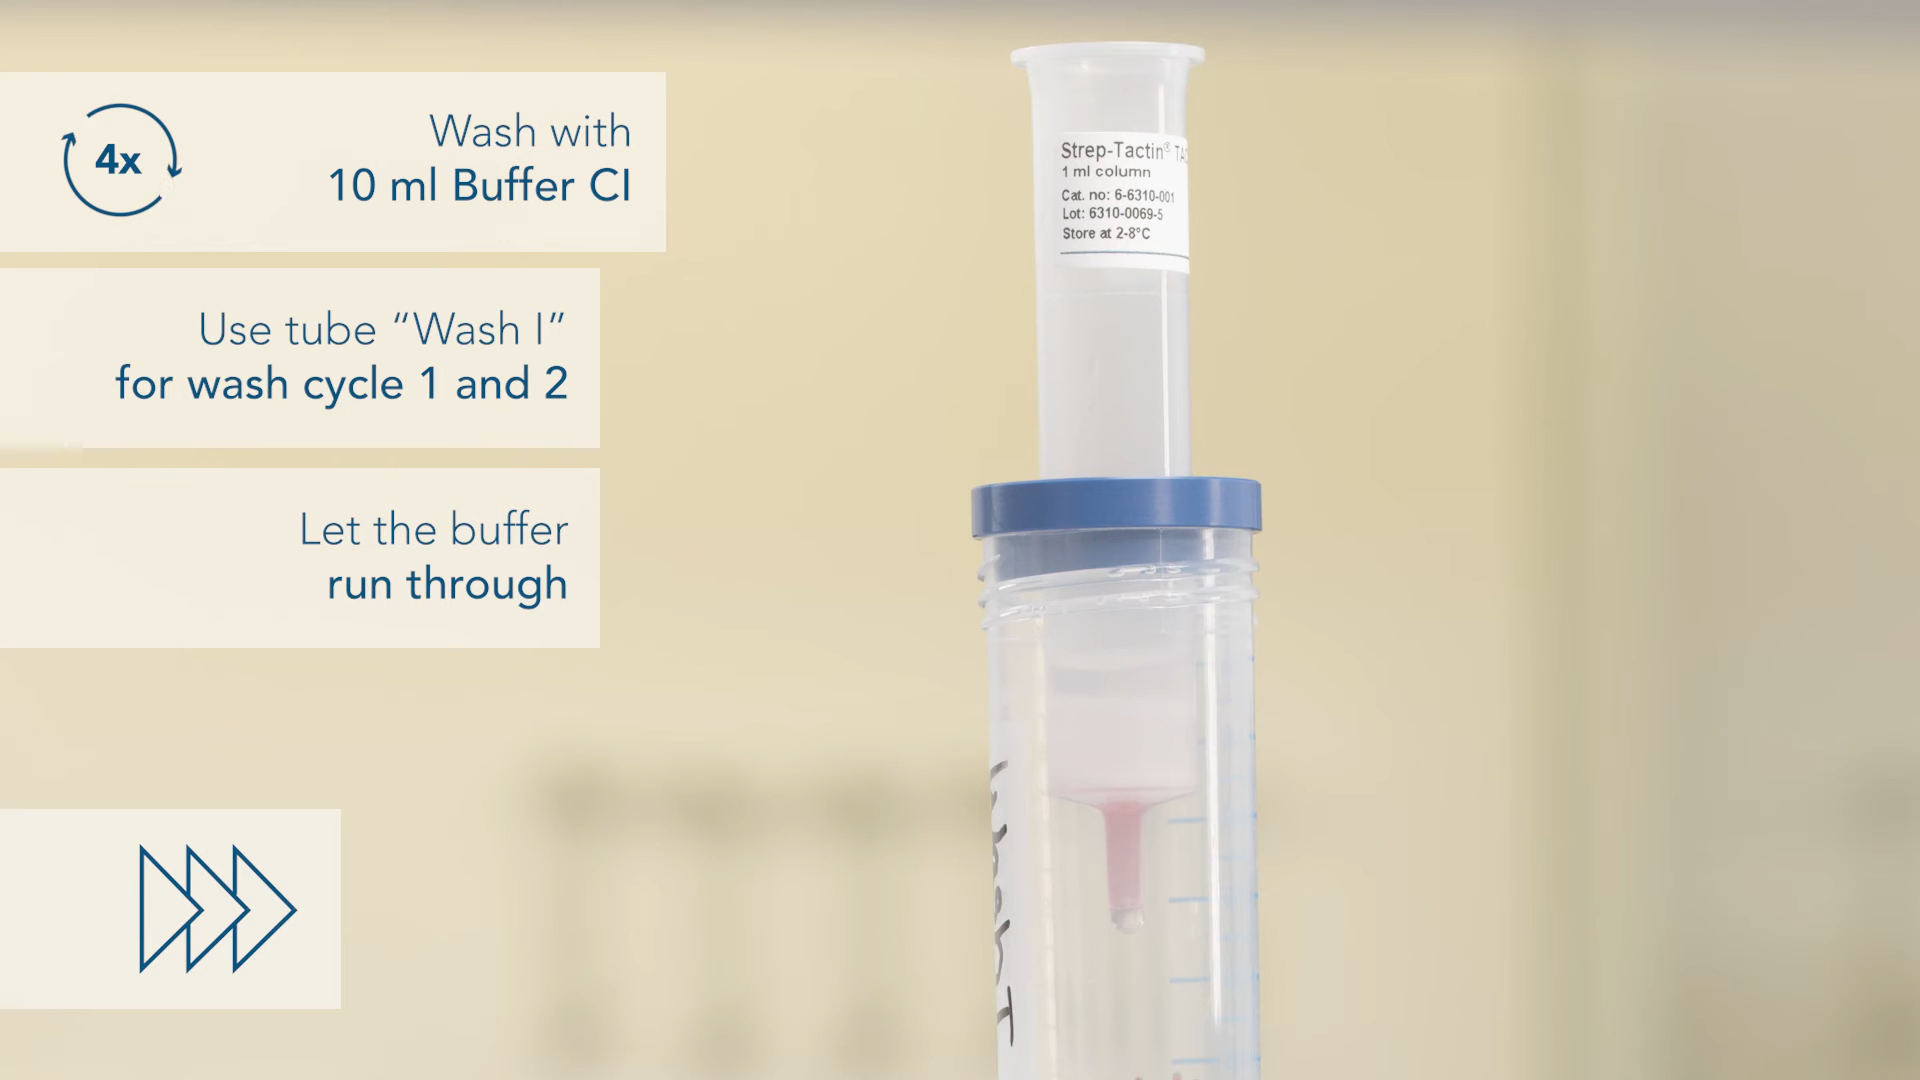 4x
Wash with
10 ml Buffer CI
Use tube “Wash I”
for wash cycle 1 and 2
Let the buffer
run through
Strep-Tactin®
1 ml column
Cat. no: 6-6310-001
Lot: 6310-0069-5
Store at 2-8°C
Wash I